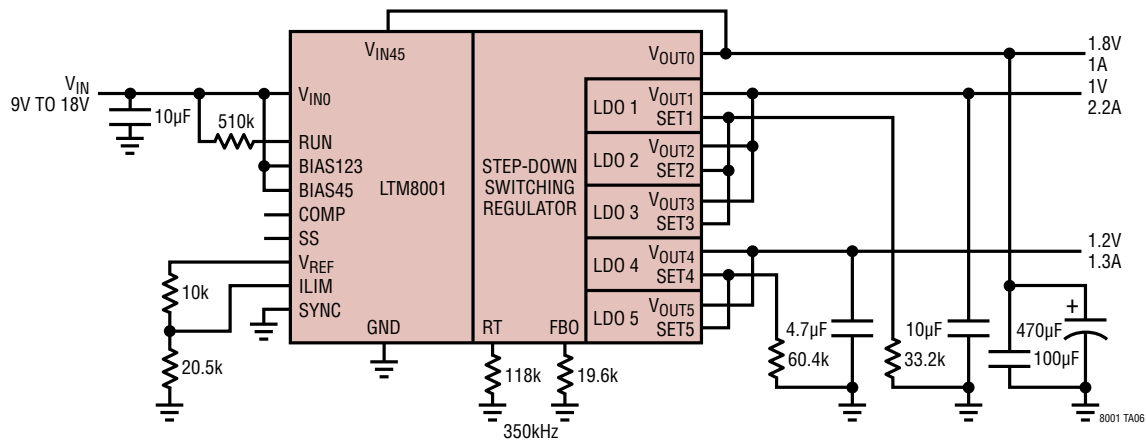 VIN45
VOUT0
1.8V
1A
VIN
9V TO 18V
10µF
510k
VIN0
RUN
BIAS123
BIAS45
COMP
SS
VREF
ILIM
SYNC
GND
LTM8001
STEP-DOWN
SWITCHING
REGULATOR
RT
FBO
LDO 1
VOUT1
SET1
1V
2.2A
LDO 2
VOUT2
SET2
LDO 3
VOUT3
SET3
LDO 4
VOUT4
SET4
1.2V
1.3A
LDO 5
VOUT5
SET5
10k
20.5k
118k
19.6k
350kHz
4.7µF
60.4k
10µF
33.2k
+
470µF
100µF
8001 TA06